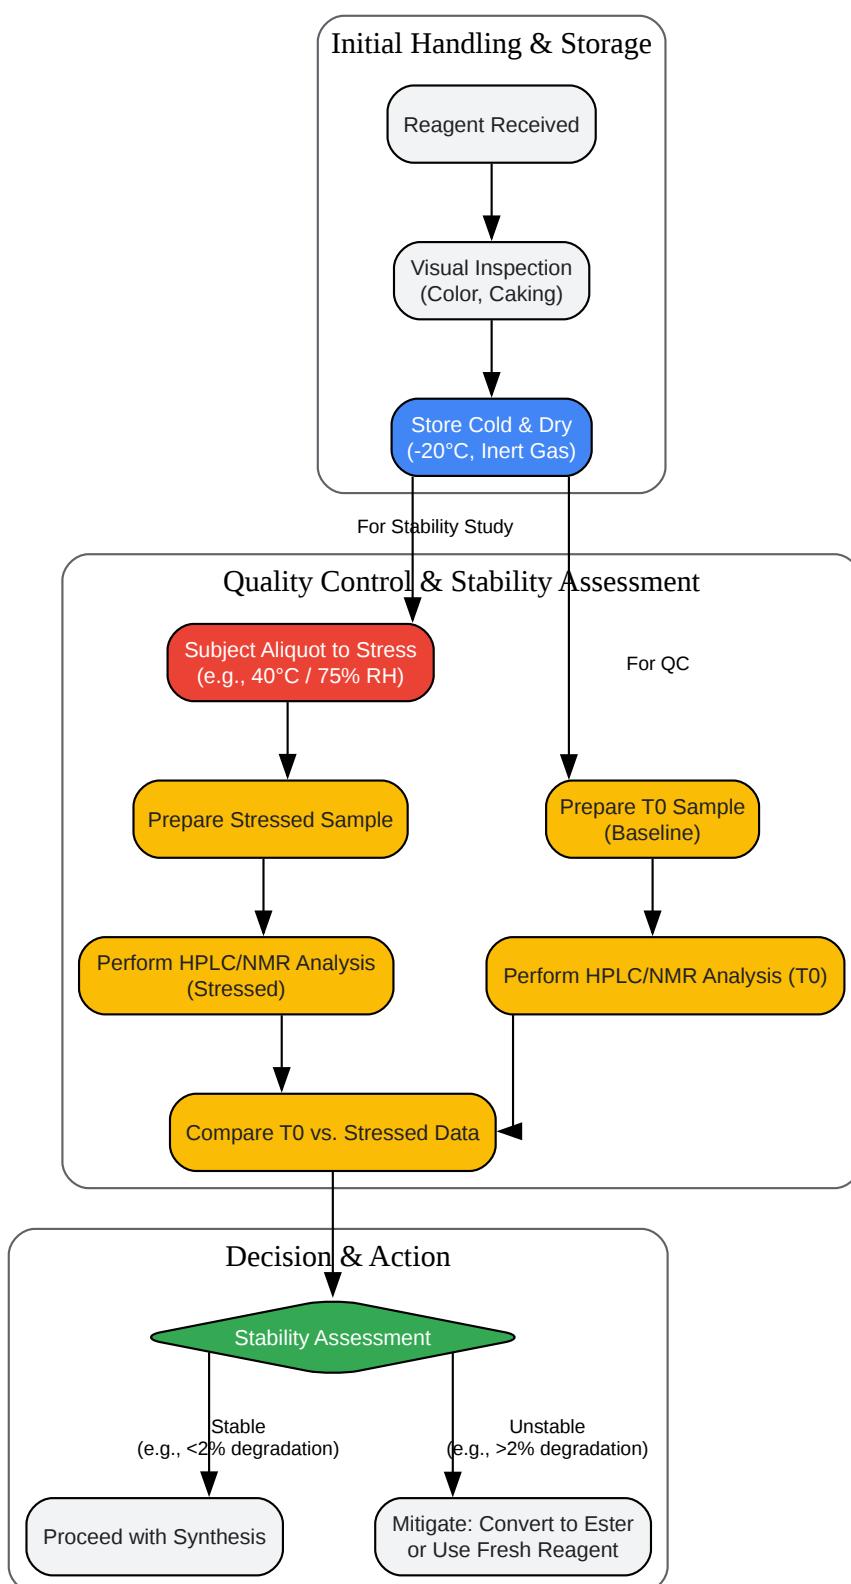 Initial Handling & Storage
Reagent Received
Visual Inspection
(Color, Caking)
Store Cold & Dry
(-20°C, Inert Gas)
For Stability Study
Quality Control & Stability Assessment
Subject Aliquot to Stress
(e.g., 40°C / 75% RH)
For QC
Prepare Stressed Sample
Prepare T0 Sample
(Baseline)
Perform HPLC/NMR Analysis
(Stressed)
Perform HPLC/NMR Analysis (T0)
Compare T0 vs. Stressed Data
Decision & Action
Stability Assessment
Stable
(e.g., <2% degradation)
Unstable
(e.g., >2% degradation)
Proceed with Synthesis
Mitigate: Convert to Ester
or Use Fresh Reagent